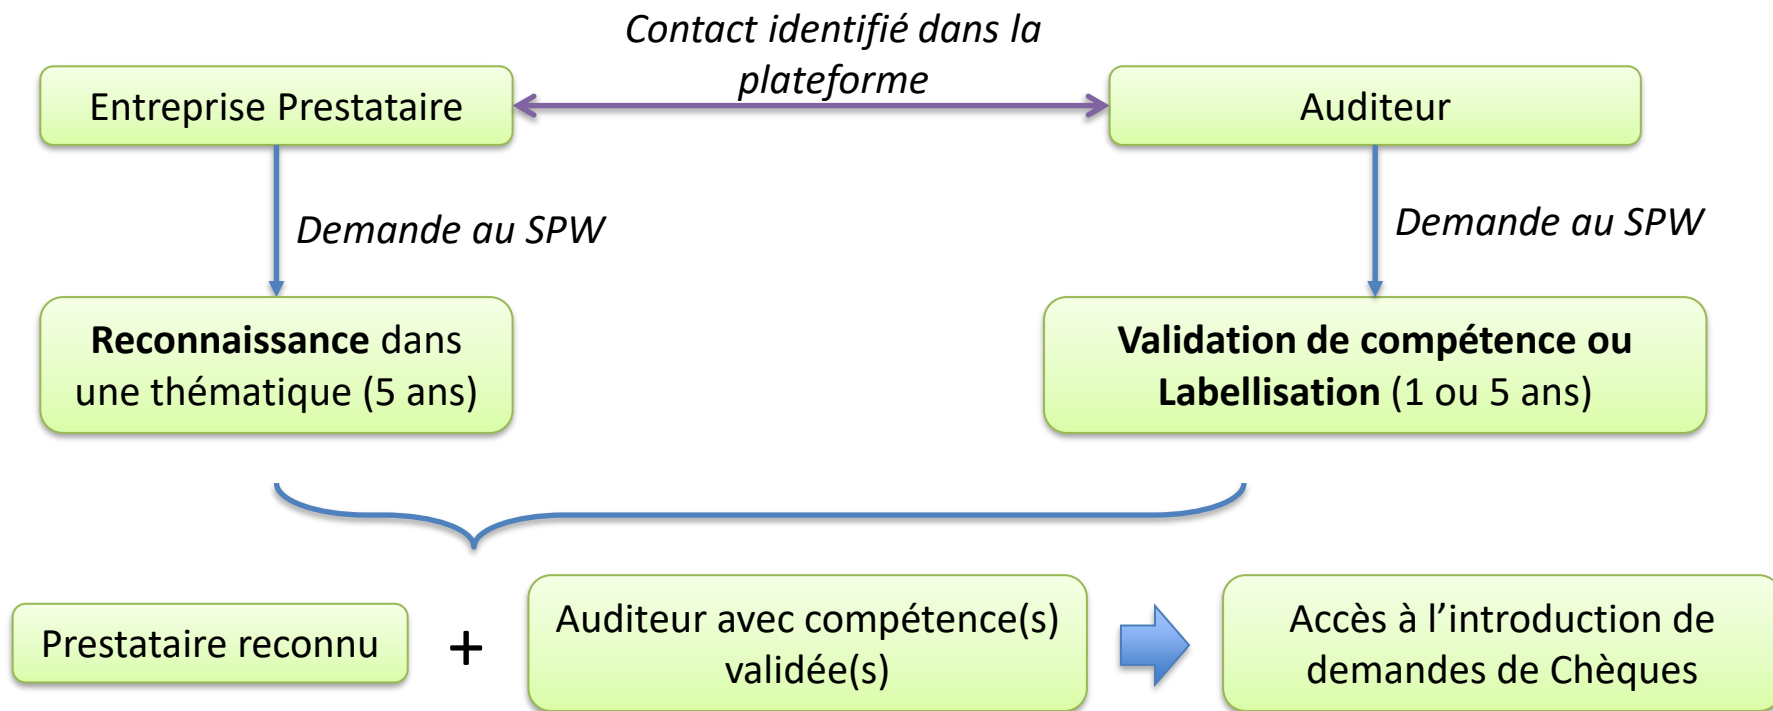 Contact identifié dans la
plateforme
Entreprise Prestataire
Auditeur
Demande au SPW
Demande au SPW
Reconnaissance dans
une thématique (5 ans)
Validation de compétence ou
Labellisation (1 ou 5 ans)
Prestataire reconnu
+
Auditeur avec compétence(s)
validée(s)
Accès à l’introduction de
demandes de Chèques